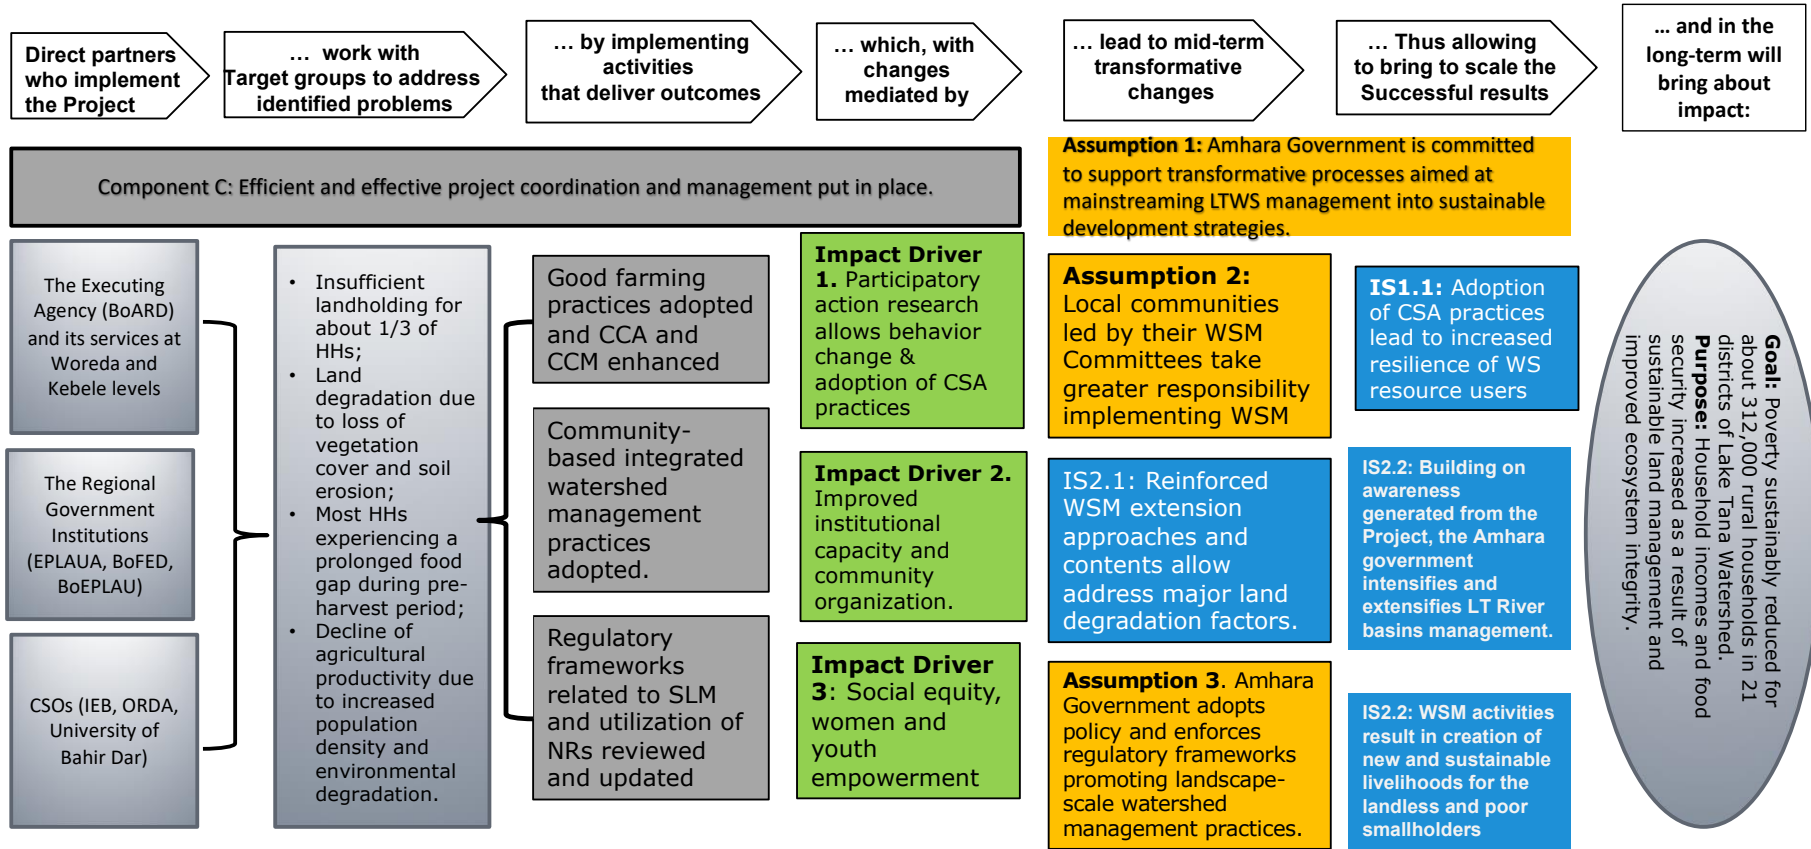 Direct partners
who implement
the Project
… work with
Target groups to address
identified problems
… by implementing
activities
that deliver outcomes
… which, with
changes
mediated by
… lead to mid-term
transformative
changes
… Thus allowing
to bring to scale the
Successful results
… and in the
long-term will
bring about
impact:
Component C: Efficient and effective project coordination and management put in place.
Assumption 1: Amhara Government is committed
to support transformative processes aimed at
mainstreaming LTWS management into sustainable
development strategies.
The Executing
Agency (BoARD)
and its services at
Woreda and
Kebele levels
The Regional
Government
Institutions
(EPLAUA, BoFED,
BoEPLAU)
CSOs (IEB, ORDA,
University of
Bahir Dar)
• Insufficient
landholding for
about 1/3 of
HHs;
• Land
degradation due
to loss of
vegetation
cover and soil
erosion;
• Most HHs
experiencing a
prolonged food
gap during pre-
harvest period;
• Decline of
agricultural
productivity due
to increased
population
density and
environmental
degradation.
Good farming
practices adopted
and CCA and
CCM enhanced
Community-
based integrated
watershed
management
practices
adopted.
Regulatory
frameworks
related to SLM
and utilization of
NRs reviewed
and updated
Impact Driver
1. Participatory
action research
allows behavior
change &
adoption of CSA
practices
Impact Driver 2.
Improved
institutional
capacity and
community
organization.
Impact Driver
3: Social equity,
women and
youth
empowerment
Assumption 2:
Local communities
led by their WSM
Committees take
greater responsibility
implementing WSM
IS2.1: Reinforced
WSM extension
approaches and
contents allow
address major land
degradation factors.
Assumption 3. Amhara
Government adopts
policy and enforces
regulatory frameworks
promoting landscape-
scale watershed
management practices.
IS1.1: Adoption
of CSA practices
lead to increased
resilience of WS
resource users
IS2.2: Building on
awareness
generated from the
Project, the Amhara
government
intensifies and
extensifies LT River
basins management.
IS2.2: WSM activities
result in creation of
new and sustainable
livelihoods for the
landless and poor
smallholders
Goal: Poverty sustainably reduced for
about 312,000 rural households in 21
districts of Lake Tana Watershed.
Purpose: Household incomes and food
security increased as a result of
sustainable land management and
improved ecosystem integrity.